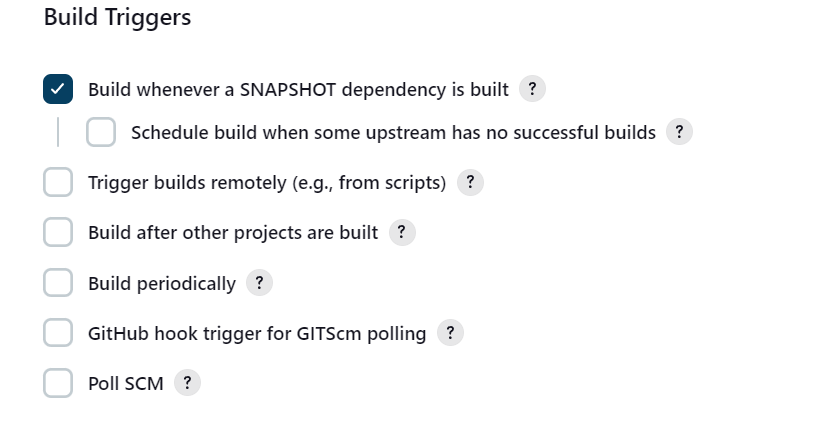 Build Triggers
Build whenever a SNAPSHOT dependency is built ?
Schedule build when some upstream has no successful builds ?
Trigger builds remotely (e.g., from scripts) ?
Build after other projects are built ?
Build periodically ?
GitHub hook trigger for GITScm polling ?
Poll SCM ?